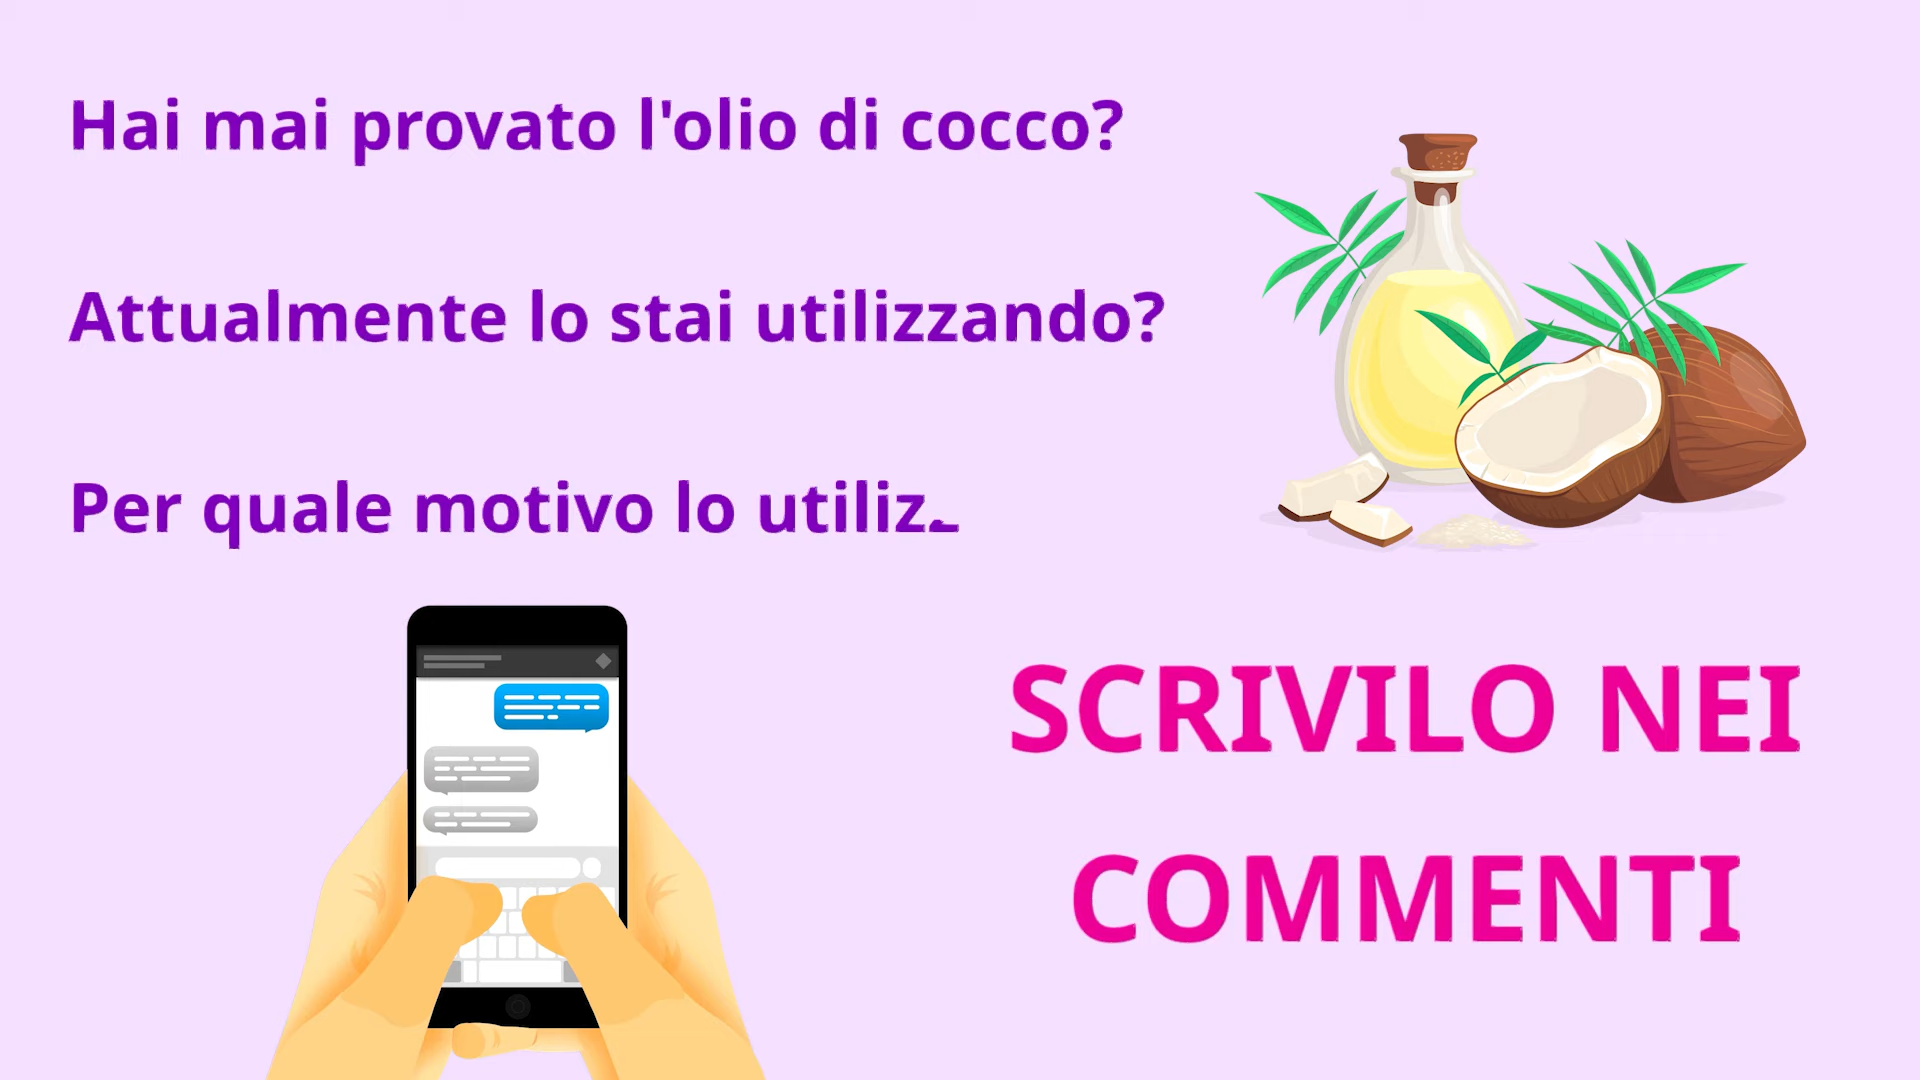 Hai mai provato l'olio di cocco?
Attualmente lo stai utilizzando?
Per quale motivo lo utiliz
SCRIVILO NEI
COMMENTI